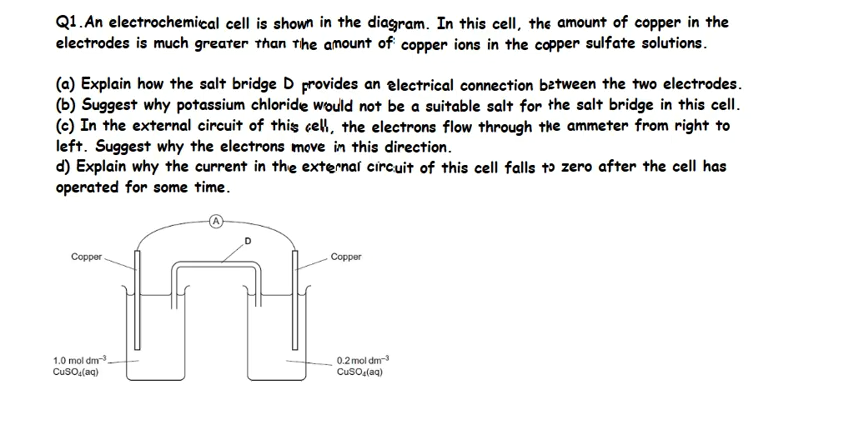 Q1.An electrochemical cell is shown in the diagram. In this cell, the amount of copper in the
electrodes is much greater than the amount of copper ions in the copper sulfate solutions.
(a) Explain how the salt bridge D provides an electrical connection between the two electrodes.
(b) Suggest why potassium chloride would not be a suitable salt for the salt bridge in this cell.
(c) In the external circuit of this cell, the electrons flow through the ammeter from right to
left. Suggest why the electrons move in this direction.
d) Explain why the current in the external circuit of this cell falls to zero after the cell has
operated for some time.
A
D
Copper
Copper
1.0 mol dm⁻³
CuSO₄(aq)
0.2 mol dm⁻³
CuSO₄(aq)